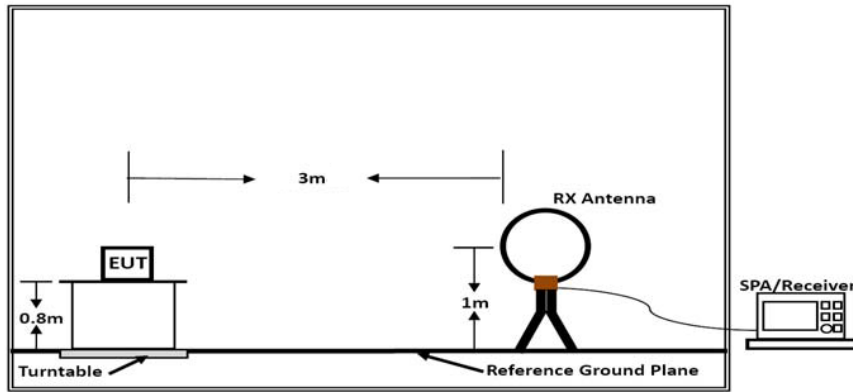 3m
RX Antenna
EUT
SPA/Receiver
1m
0.8m
Turntable
Reference Ground Plane